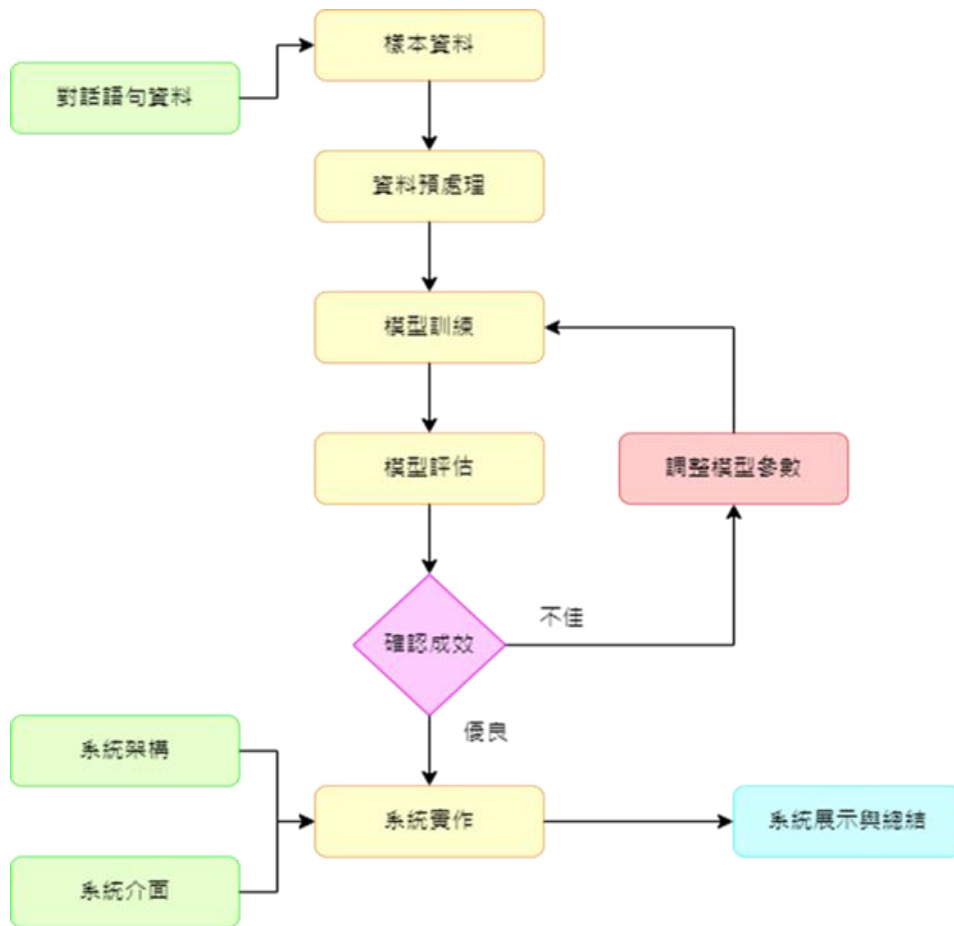 樣本資料
對話語句資料
資料預處理
模型訓練
模型評估
調整模型參數
確認成效
不佳
優良
系統架構
系統實作
系統展示與總結
系統介面